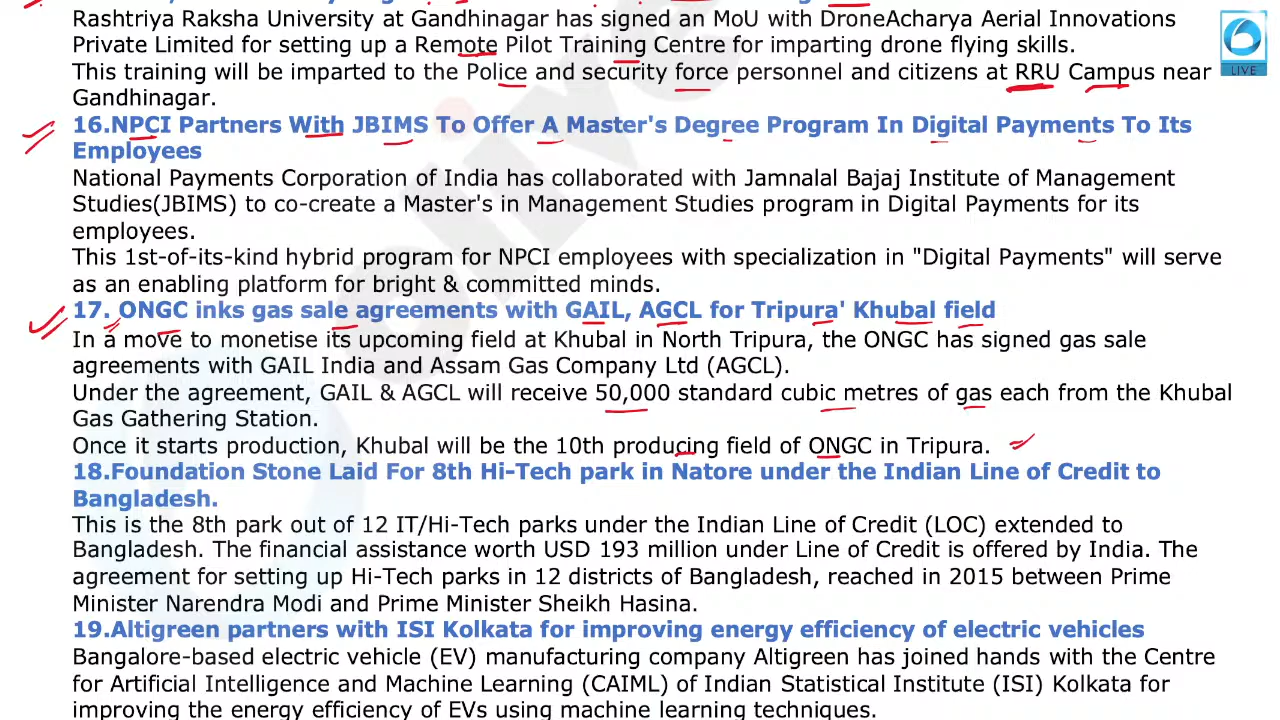 Rashtriya Raksha University at Gandhinagar has signed an MoU with DroneAcharya Aerial Innovations
Private Limited for setting up a Remote Pilot Training Centre for imparting drone flying skills.
This training will be imparted to the Police and security force personnel and citizens at RRU Campus near
Gandhinagar.
16.NPCI Partners With JBIMS To Offer A Master's Degree Program In Digital Payments To Its
Employees
National Payments Corporation of India has collaborated with Jamnalal Bajaj Institute of Management
Studies(JBIMS) to co-create a Master's in Management Studies program in Digital Payments for its
employees.
This 1st-of-its-kind hybrid program for NPCI employees with specialization in "Digital Payments" will serve
as an enabling platform for bright & committed minds.
17. ONGC inks gas sale agreements with GAIL, AGCL for Tripura' Khubal field
In a move to monetise its upcoming field at Khubal in North Tripura, the ONGC has signed gas sale
agreements with GAIL India and Assam Gas Company Ltd (AGCL).
Under the agreement, GAIL & AGCL will receive 50,000 standard cubic metres of gas each from the Khubal
Gas Gathering Station.
Once it starts production, Khubal will be the 10th producing field of ONGC in Tripura.
18.Foundation Stone Laid For 8th Hi-Tech park in Natore under the Indian Line of Credit to
Bangladesh.
This is the 8th park out of 12 IT/Hi-Tech parks under the Indian Line of Credit (LOC) extended to
Bangladesh. The financial assistance worth USD 193 million under Line of Credit is offered by India. The
agreement for setting up Hi-Tech parks in 12 districts of Bangladesh, reached in 2015 between Prime
Minister Narendra Modi and Prime Minister Sheikh Hasina.
19.Altigreen partners with ISI Kolkata for improving energy efficiency of electric vehicles
Bangalore-based electric vehicle (EV) manufacturing company Altigreen has joined hands with the Centre
for Artificial Intelligence and Machine Learning (CAIML) of Indian Statistical Institute (ISI) Kolkata for
improving the energy efficiency of EVs using machine learning techniques.
LIVE
olive